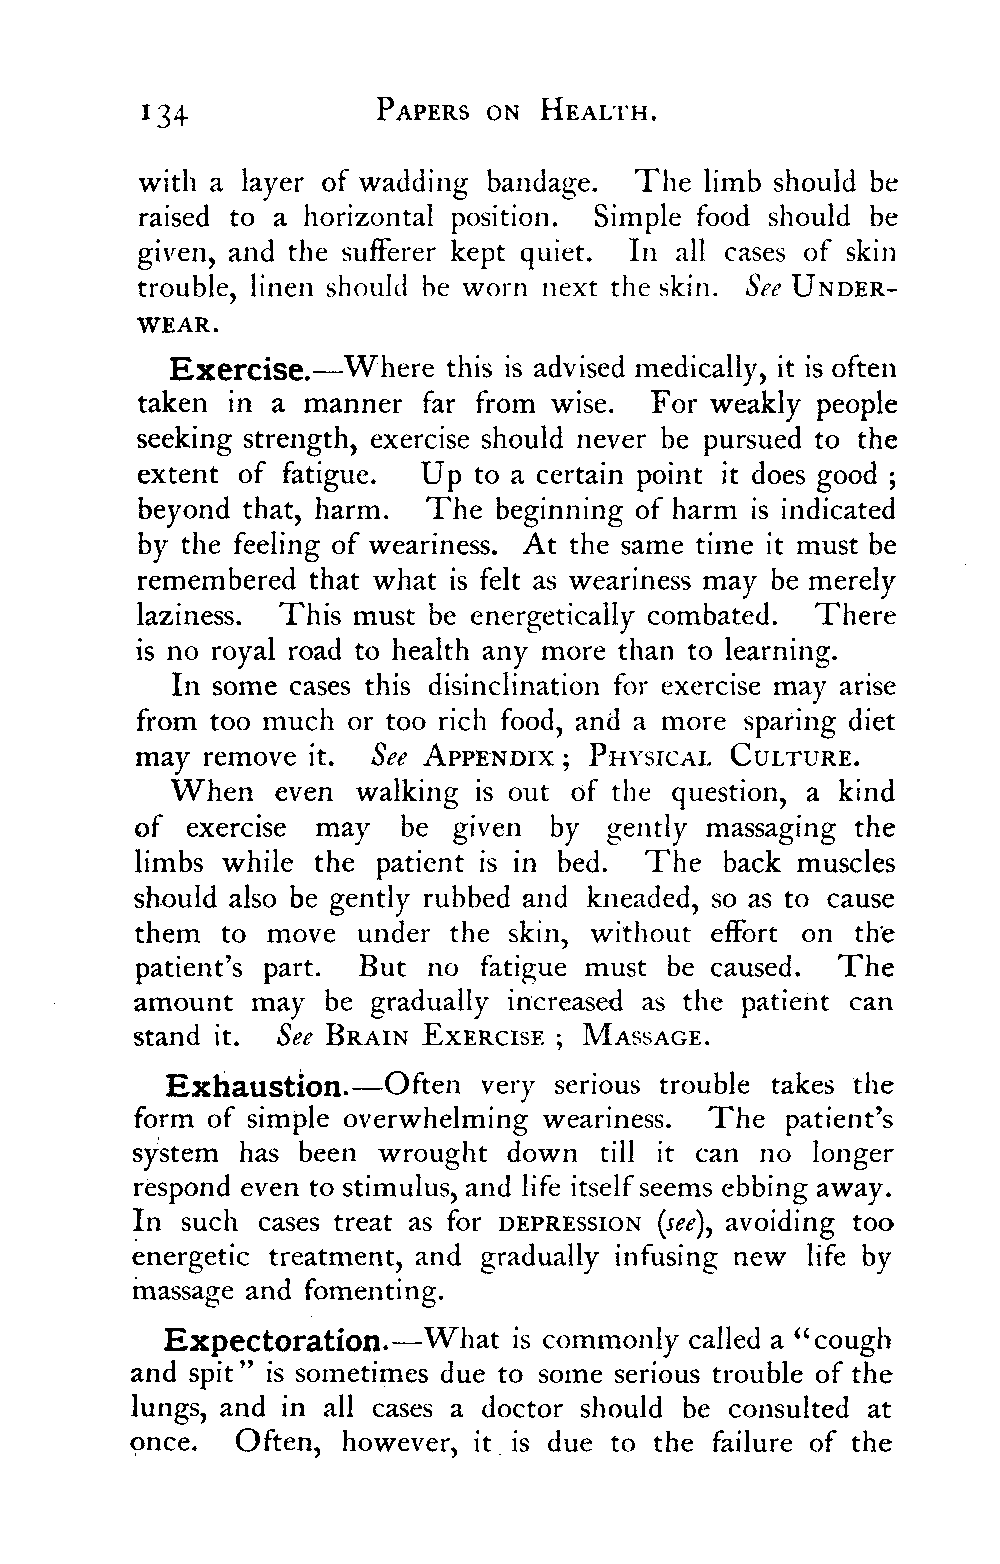 134 PAPERS ON HEALTH.
with a layer of wadding bandage. The limb should be
raised to a horizontal position. Simple food should be
given, and the sufferer kept quiet. In all cases of skin
trouble, linen should be worn next the skin. See UNDER-
WEAR.
Exercise.—Where this is advised medically, it is often
taken in a manner far from wise. For weakly people
seeking strength, exercise should never be pursued to the
extent of fatigue. Up to a certain point it does good ;
beyond that, harm. The beginning of harm is indicated
by the feeling of weariness. At the same time it must be
remembered that what is felt as weariness may be merely
laziness. This must be energetically combated. There
is no royal road to health any more than to learning.
In some cases this disinclination for exercise may arise
from too much or too rich food, and a more sparing diet
may remove it. See APPENDIX ; PHYSICAL CULTURE.
When even walking is out of the question, a kind
of exercise may be given by gently massaging the
limbs while the patient is in bed. The back muscles
should also be gently rubbed and kneaded, so as to cause
them to move under the skin, without effort on the
patient's part. But no fatigue must be caused. The
amount may be gradually increased as the patient can
stand it. See BRAIN EXERCISE ; MASSAGE.
Exhaustion.—Often very serious trouble takes the
form of simple overwhelming weariness. The patient's
system has been wrought down till it can no longer
respond even to stimulus, and life itself seems ebbing away.
In such cases treat as for DEPRESSION (see), avoiding too
energetic treatment, and gradually infusing new life by
massage and fomenting.
Expectoration.—What is commonly called a “cough
and spit” is sometimes due to some serious trouble of the
lungs, and in all cases a doctor should be consulted at
once. Often, however, it is due to the failure of the